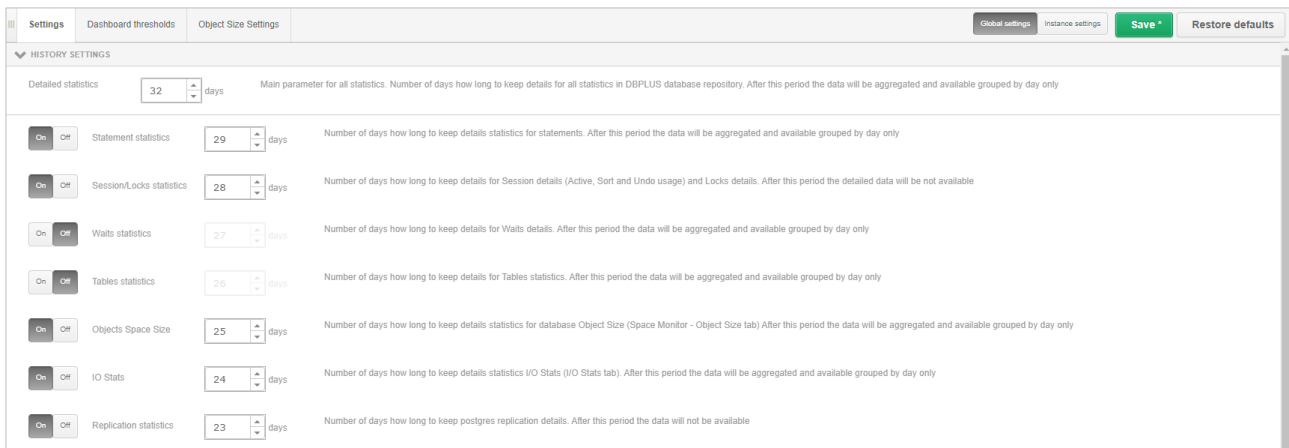 Settings Dashboard thresholds Object Size Settings Global settings Instance settings Save * Restore defaults
HISTORY SETTINGS
Detailed statistics 32 days Main parameter for all statistics. Number of days how long to keep details for all statistics in DBPLUS database repository. After this period the data will be aggregated and available grouped by day only
On Off Statement statistics 29 days Number of days how long to keep details statistics for statements. After this period the data will be aggregated and available grouped by day only
On Off Session/Locks statistics 28 days Number of days how long to keep details for Session details (Active, Sort and Undo usage) and Locks details. After this period the detailed data will be not available
On Off Waits statistics 27 days Number of days how long to keep details for Waits details. After this period the data will be aggregated and available grouped by day only
On Off Tables statistics 26 days Number of days how long to keep details for Tables statistics. After this period the data will be aggregated and available grouped by day only
On Off Objects Space Size 25 days Number of days how long to keep details statistics for database Object Size (Space Monitor - Object Size tab) After this period the data will be aggregated and available grouped by day only
On Off IO Stats 24 days Number of days how long to keep details statistics I/O Stats (I/O Stats tab). After this period the data will be aggregated and available grouped by day only
On Off Replication statistics 23 days Number of days how long to keep postgres replication details. After this period the data will not be available